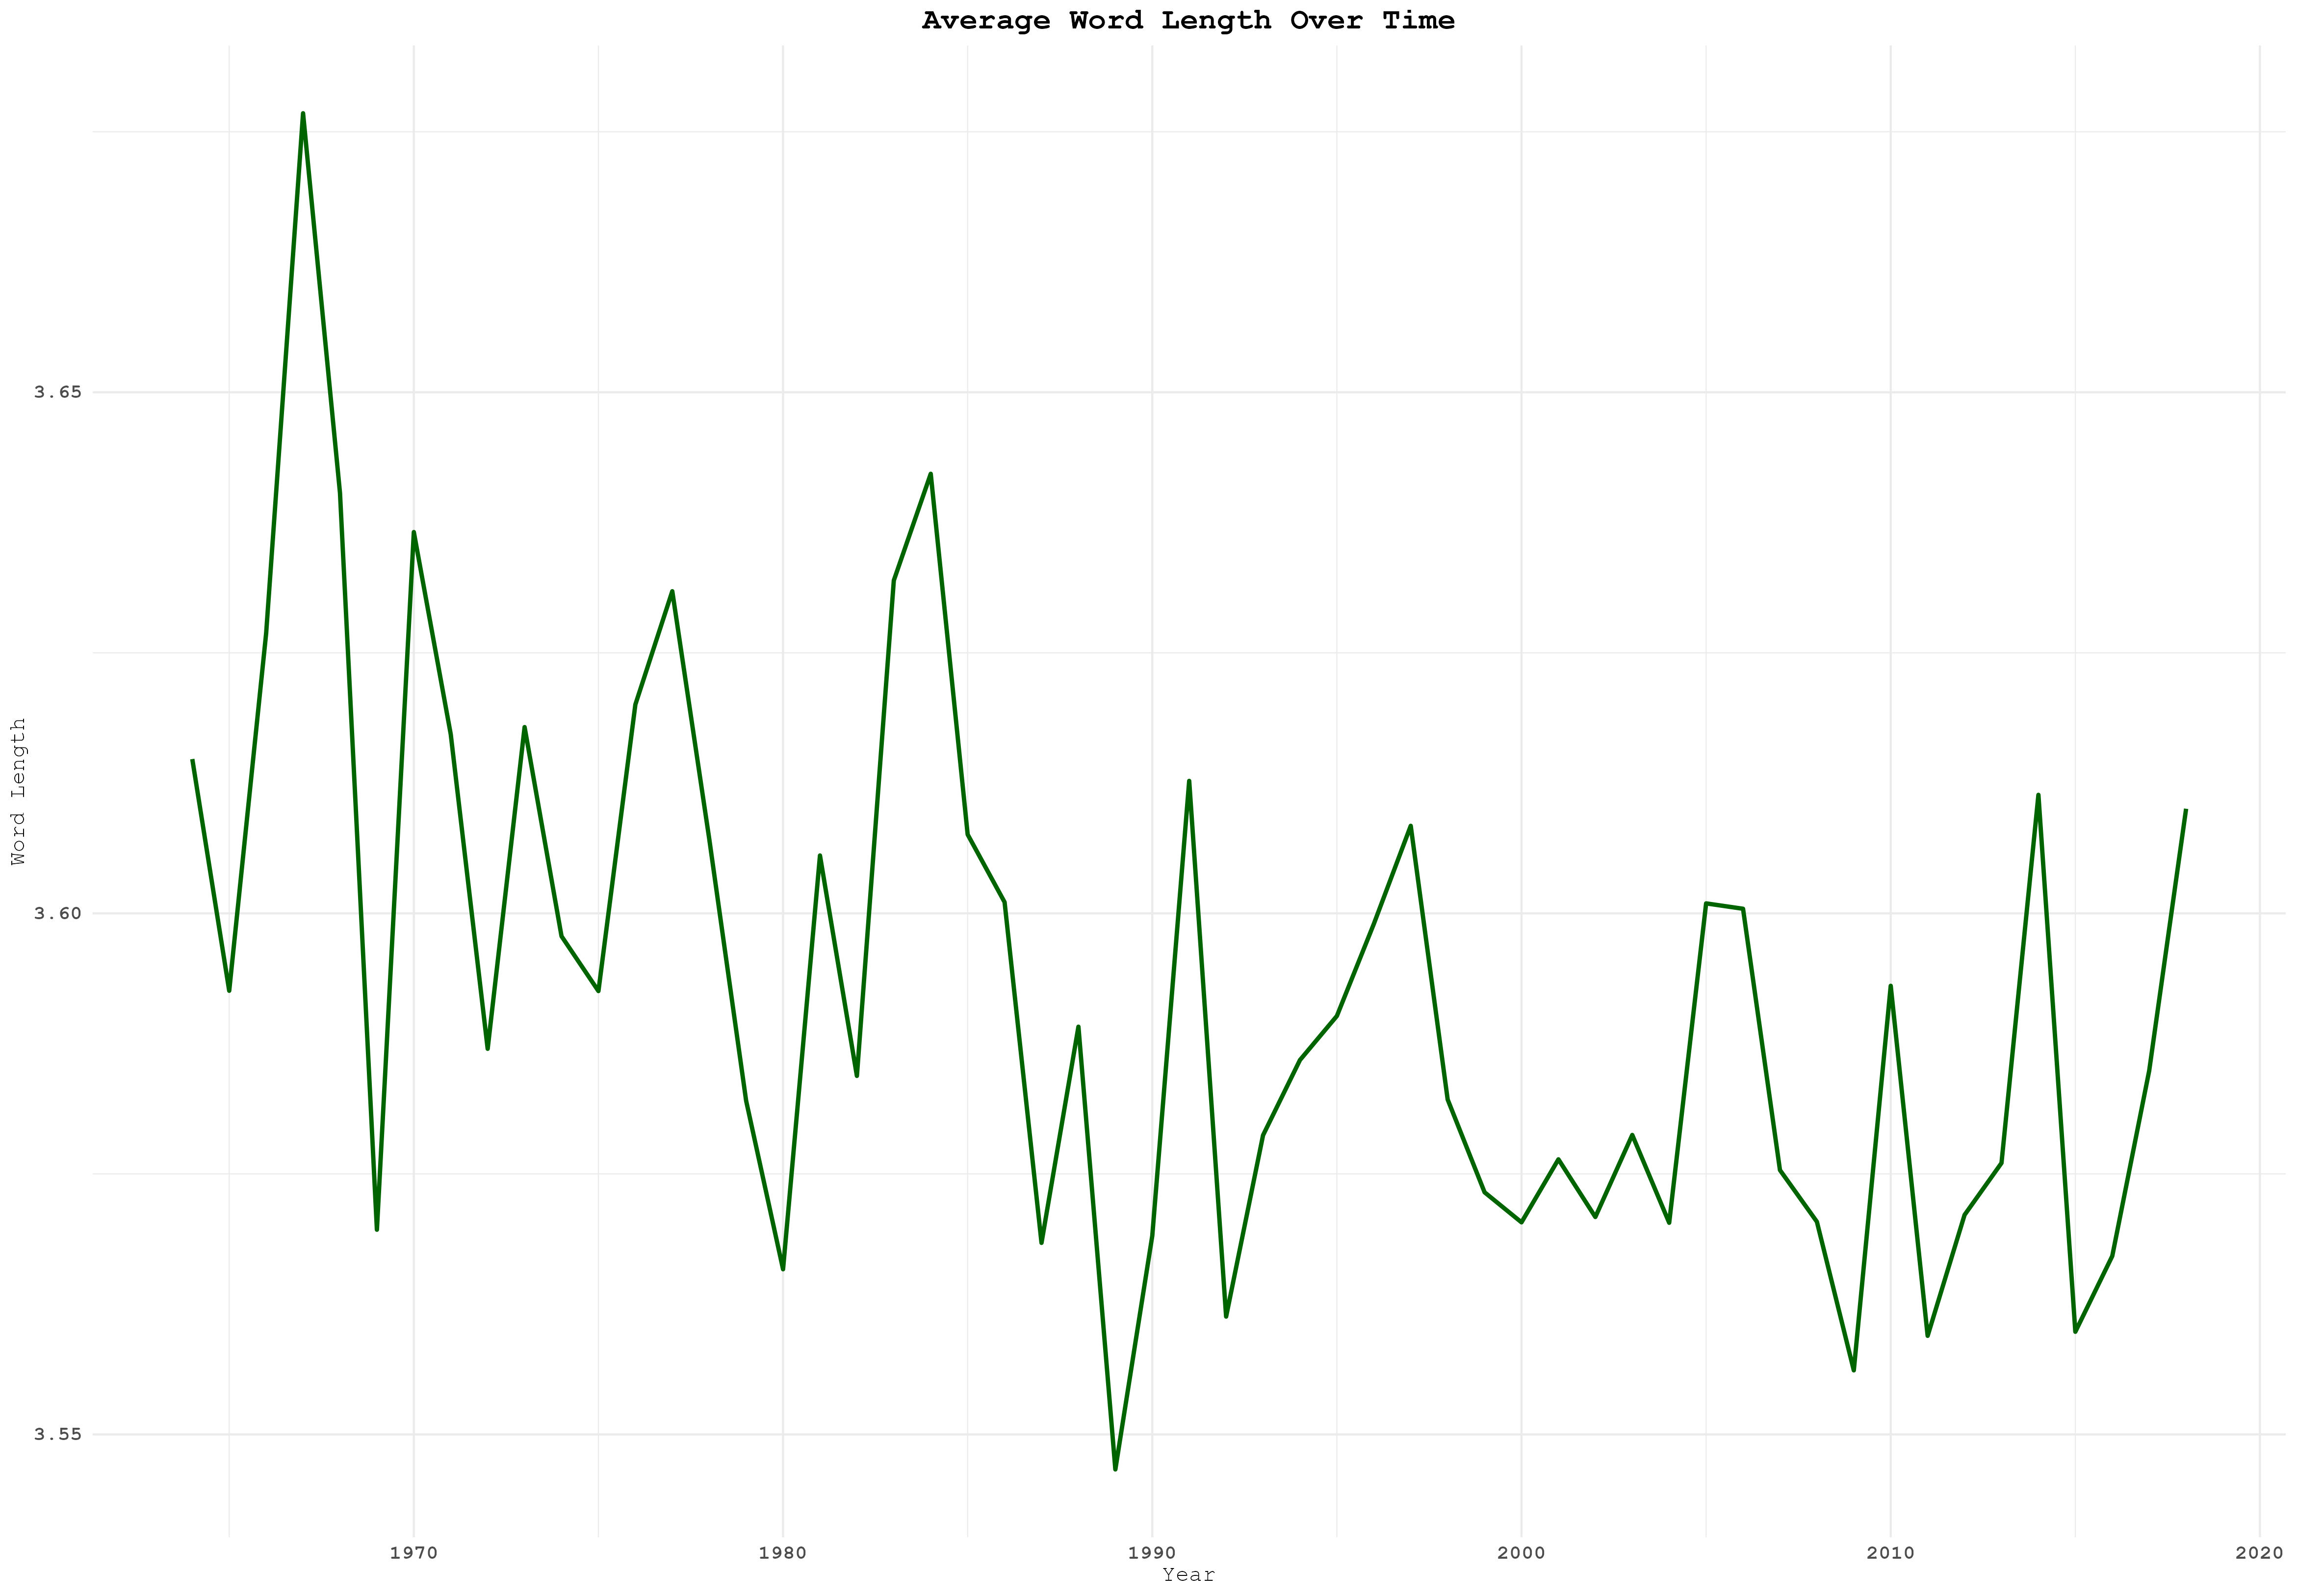 Average Word Length Over Time
Word Length
3.65
3.60
3.55
1970 1980 1990 2000 2010 2020
Year